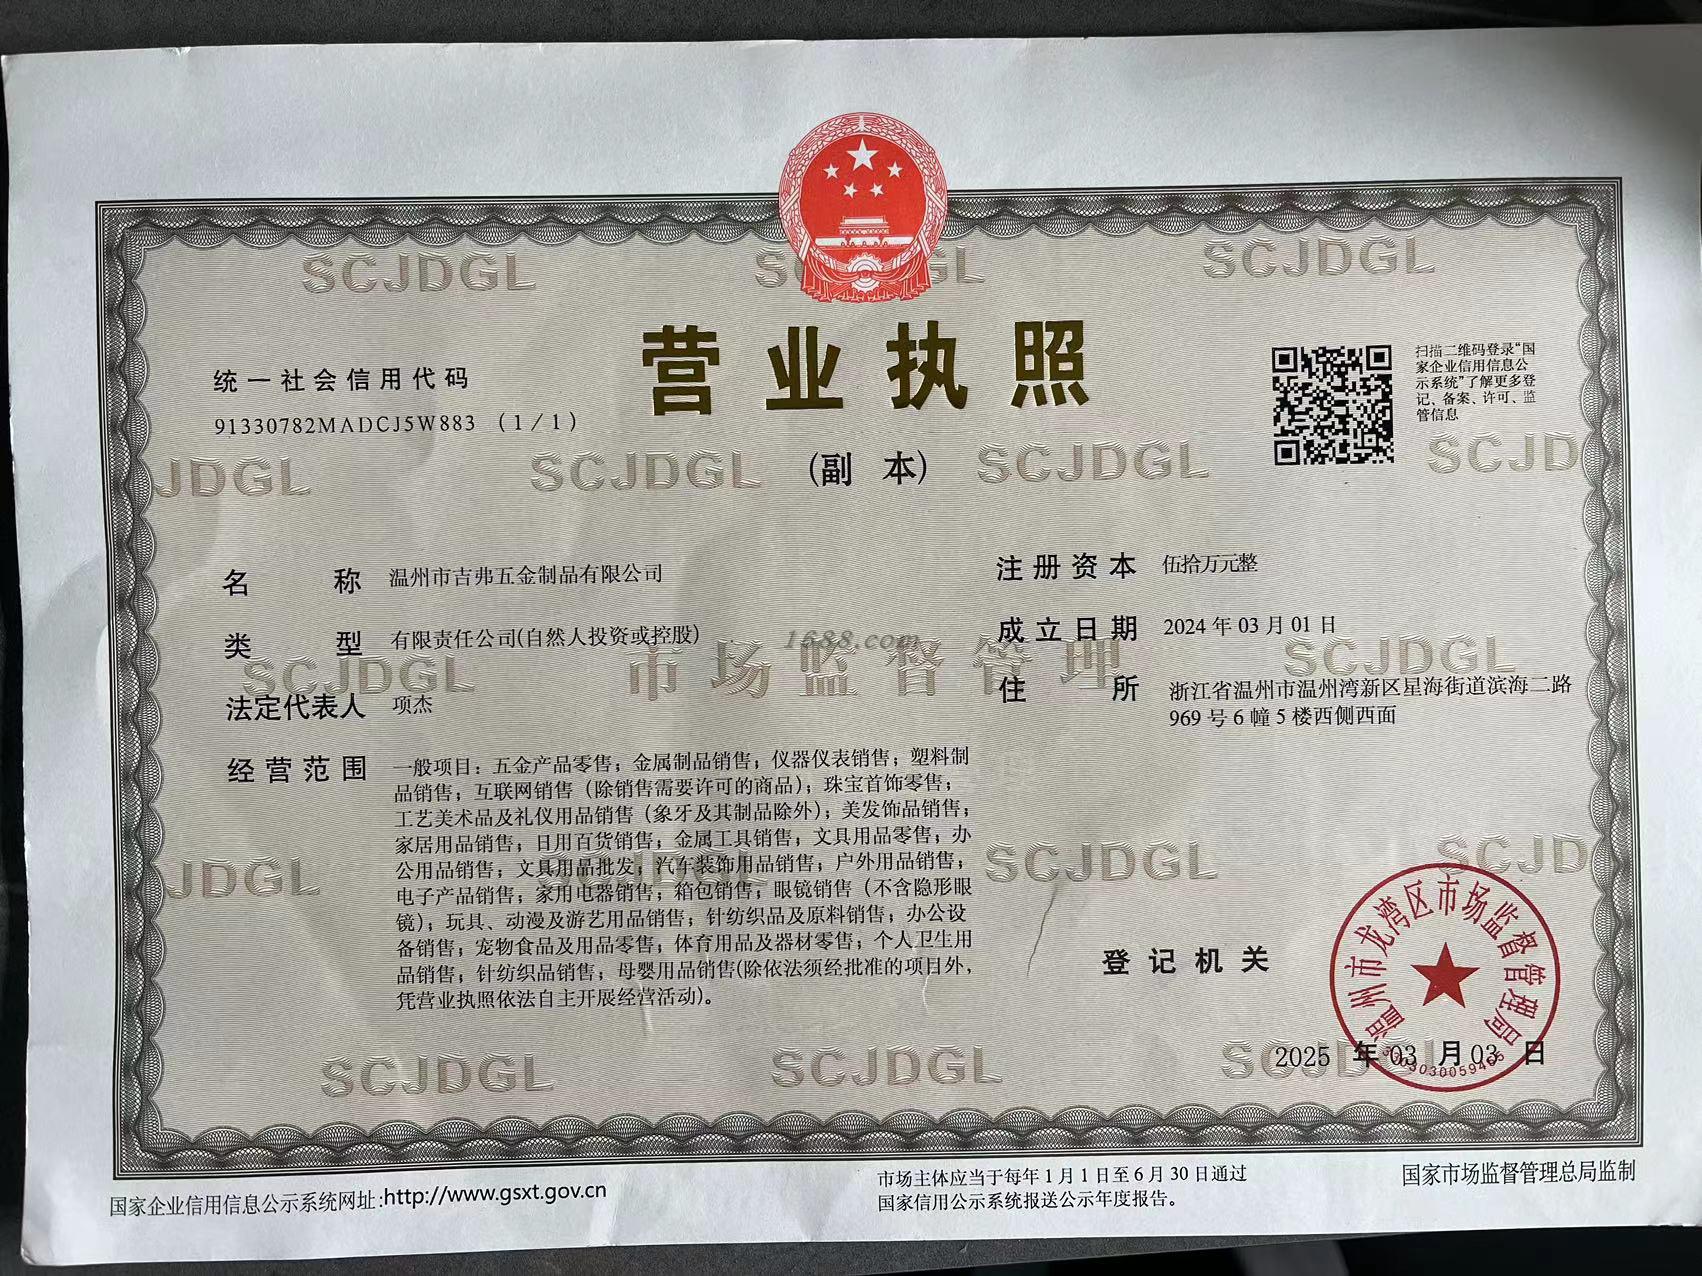 营业执照
(副 本)
统一社会信用代码
91330782MADCJ5W883 (1/1)
扫描二维码登录“国
家企业信用信息公
示系统”了解更多登
记、备案、许可、监
管信息
名 称 温州市吉弗五金制品有限公司
类 型 有限责任公司(自然人投资或控股)
法定代表人 项杰
经营范围 一般项目：五金产品零售；金属制品销售；仪器仪表销售；塑料制
品销售；互联网销售（除销售需要许可的商品）；珠宝首饰零售；
工艺美术品及礼仪用品销售（象牙及其制品除外）；美发饰品销售；
家居用品销售；日用百货销售；金属工具销售；文具用品零售；办
公用品销售；文具用品批发；汽车装饰用品销售；户外用品销售；
电子产品销售；家用电器销售；箱包销售；眼镜销售（不含隐形眼
镜）；玩具、动漫及游艺用品销售；针纺织品及原料销售；办公设
备销售；宠物食品及用品零售；体育用品及器材零售；个人卫生用
品销售；针纺织品销售；母婴用品销售(除依法须经批准的项目外，
凭营业执照依法自主开展经营活动)。
注册资本 伍拾万元整
成立日期 2024年03月01日
住 所 浙江省温州市温州湾新区星海街道滨海二路
969号6幢5楼西侧西面
登记机关
温州市龙湾区市场监督管理局
2025 年 03 月 03 日
SCJDGL
SCJDGL
SCJDGL
SCJDGL
SCJDGL
SCJDGL
市场监督管理
1688.com
SCJDGL
SCJDGL
SCJDGL
SCJDGL
国家企业信用信息公示系统网址:http://www.gsxt.gov.cn
市场主体应当于每年1月1日至6月30日通过
国家信用公示系统报送公示年度报告。
国家市场监督管理总局监制